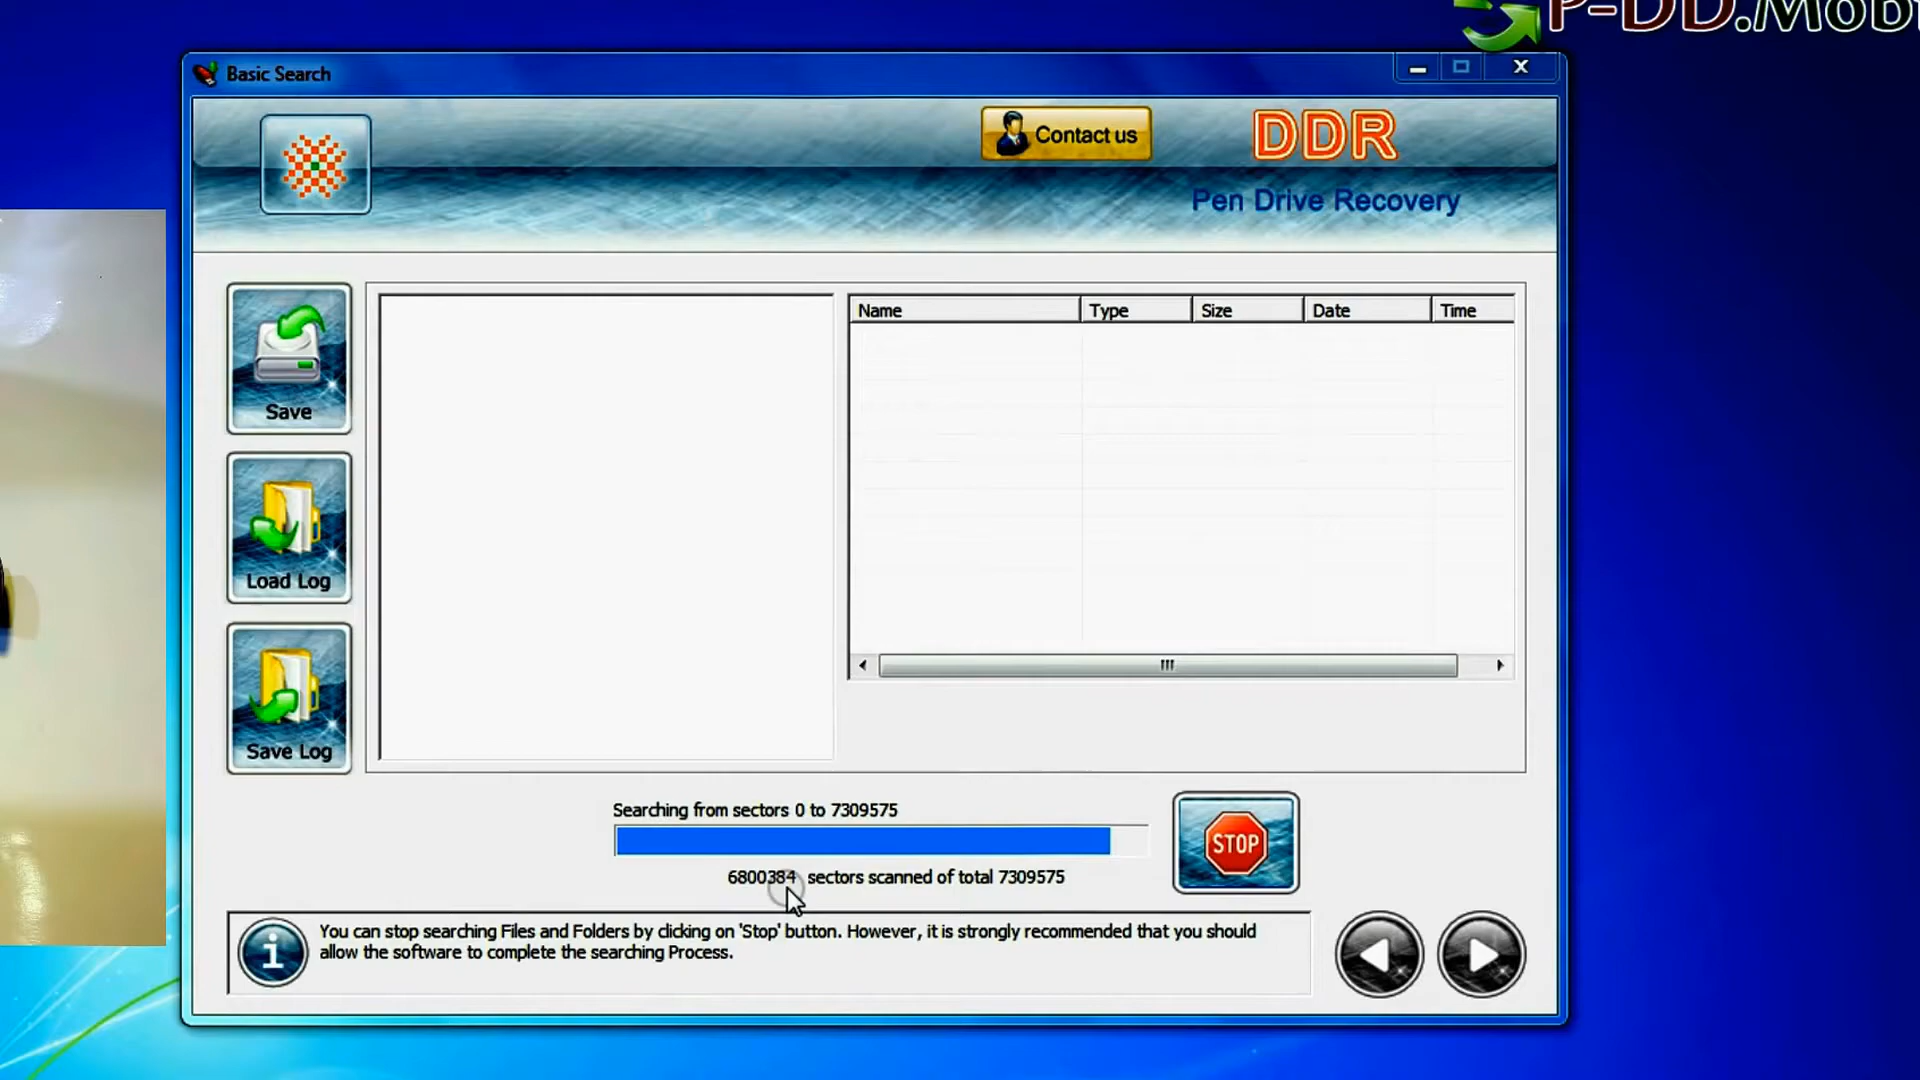 P-DD.Mob
Basic Search
Contact us
DDR
Pen Drive Recovery
Save
Load Log
Save Log
Name Type Size Date Time
Searching from sectors 0 to 7309575
STOP
6800384 sectors scanned of total 7309575
You can stop searching Files and Folders by clicking on 'Stop' button. However, it is strongly recommended that you should
allow the software to complete the searching Process.